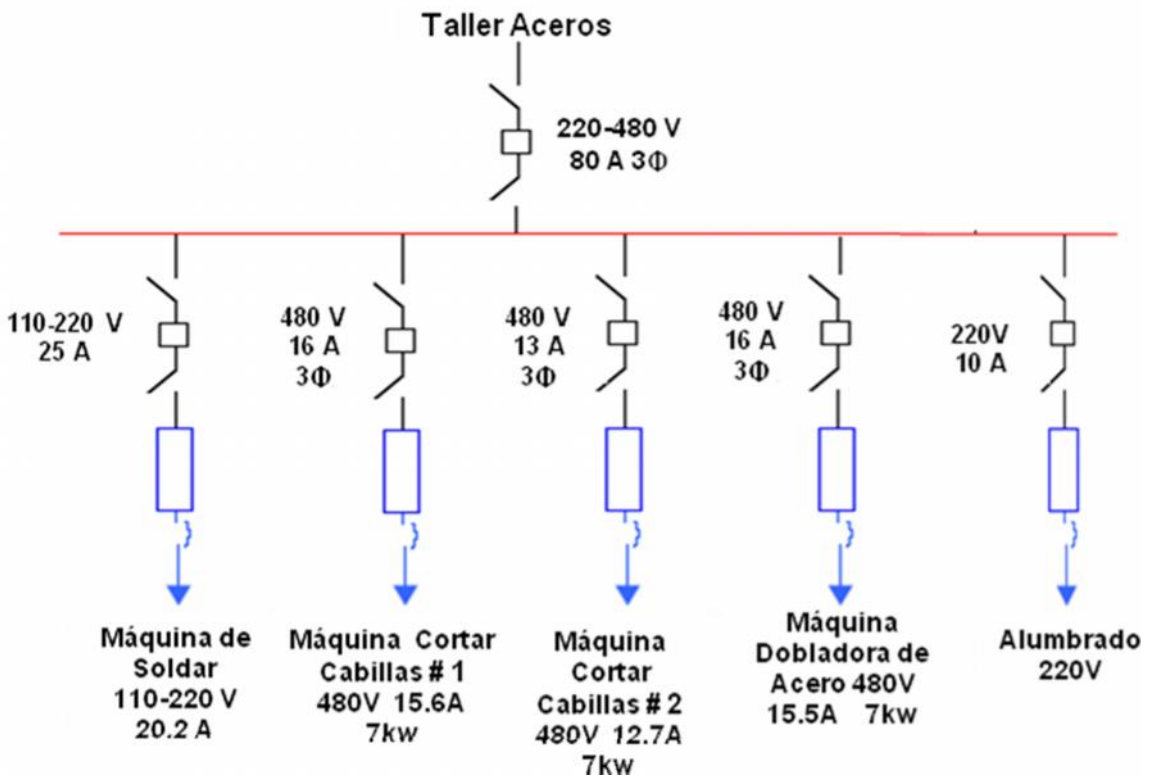 Taller Aceros
220-480 V
80 A 3Φ
110-220 V
25 A
480 V
16 A
3Φ
480 V
13 A
3Φ
480 V
16 A
3Φ
220V
10 A
Máquina de
Soldar
110-220 V
20.2 A
Máquina Cortar
Cabillas # 1
480V 15.6A
7kw
Máquina
Cortar
Cabillas # 2
480V 12.7A
7kw
Máquina
Dobladora de
Acero 480V
15.5A 7kw
Alumbrado
220V